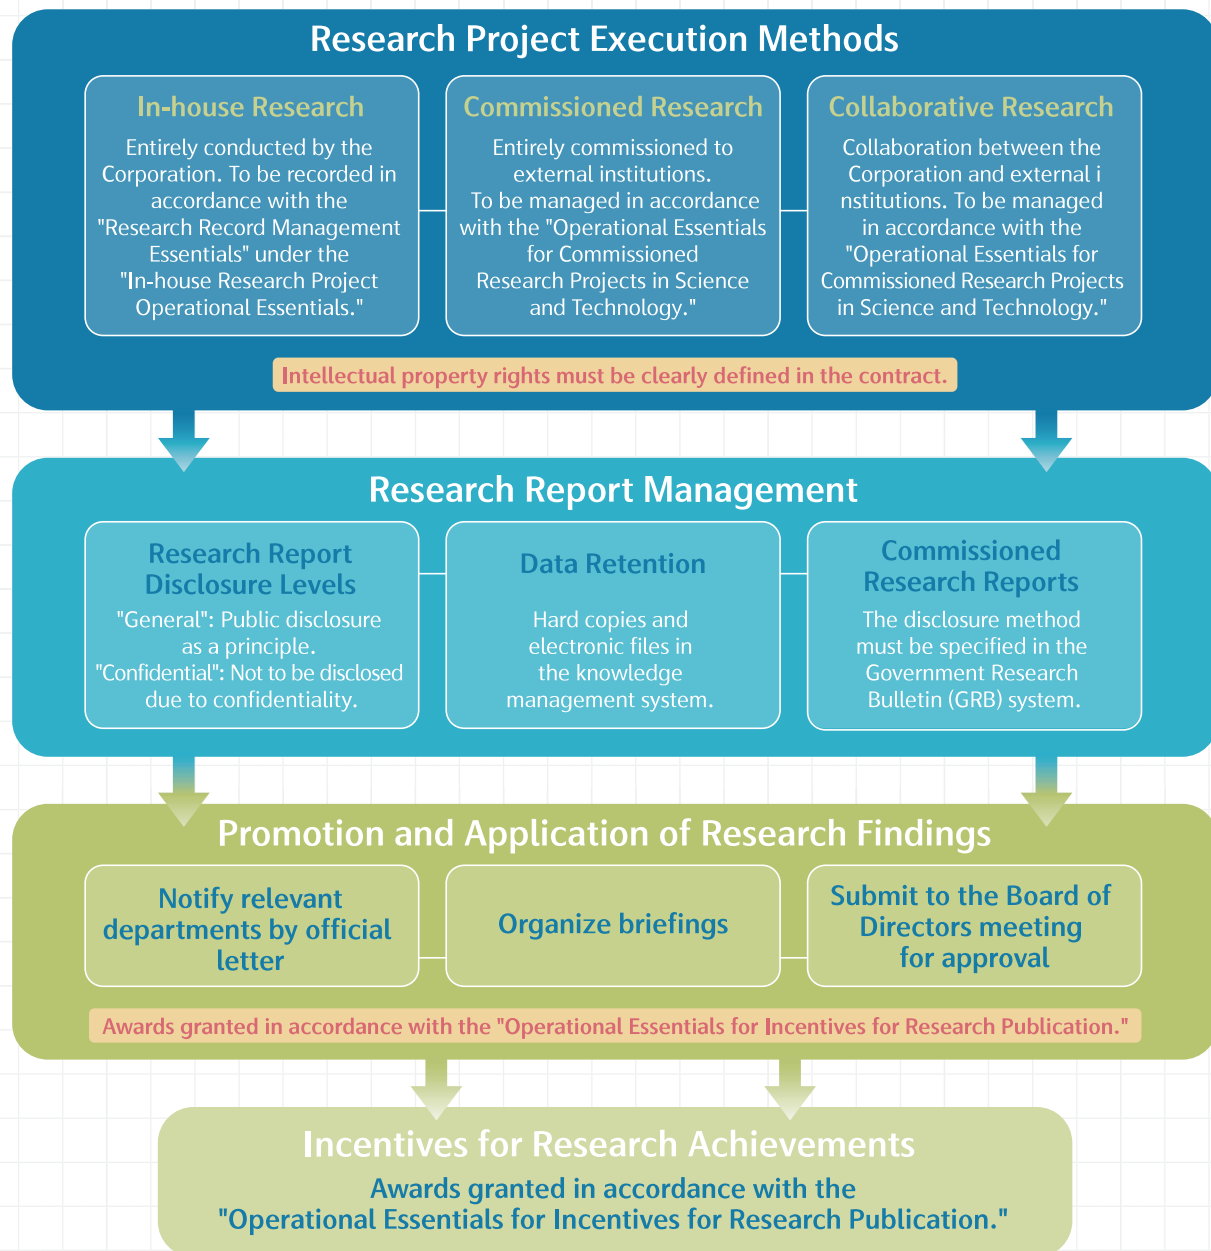 Research Project Execution Methods
In-house Research
Entirely conducted by the
Corporation. To be recorded in
accordance with the
"Research Record Management
Essentials" under the
"In-house Research Project
Operational Essentials."
Commissioned Research
Entirely commissioned to
external institutions.
To be managed in accordance
with the "Operational Essentials
for Commissioned
Research Projects in Science
and Technology."
Collaborative Research
Collaboration between the
Corporation and external i
nstitutions. To be managed
in accordance with the
"Operational Essentials for
Commissioned Research Projects
in Science and Technology."
Intellectual property rights must be clearly defined in the contract.
Research Report Management
Research Report
Disclosure Levels
"General": Public disclosure
as a principle.
"Confidential": Not to be disclosed
due to confidentiality.
Data Retention
Hard copies and
electronic files in
the knowledge
management system.
Commissioned
Research Reports
The disclosure method
must be specified in the
Government Research
Bulletin (GRB) system.
Promotion and Application of Research Findings
Notify relevant
departments by official
letter
Organize briefings
Submit to the Board of
Directors meeting
for approval
Awards granted in accordance with the "Operational Essentials for Incentives for Research Publication."
Incentives for Research Achievements
Awards granted in accordance with the
"Operational Essentials for Incentives for Research Publication."